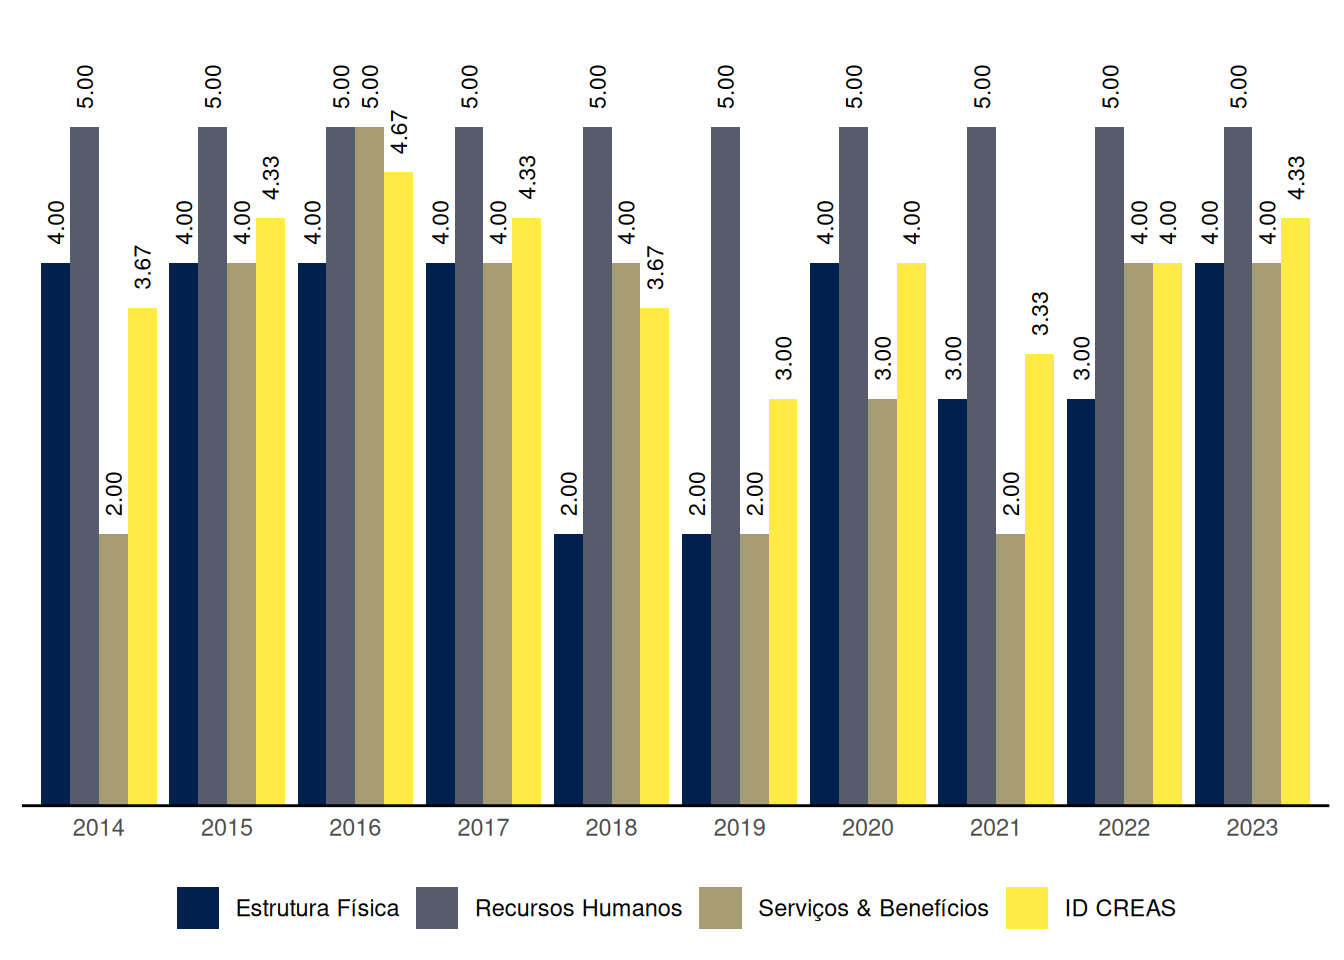 5.00 5.00 5.00 5.00 5.00 5.00 5.00 5.00 5.00 5.00 5.00
4.67
4.33 4.33 4.33
4.00 4.00 4.00 4.00 4.00 4.00 4.00 4.00 4.00 4.00 4.00 4.00 4.00
3.67 3.67
3.33
3.00 3.00 3.00 3.00
2.00 2.00 2.00 2.00 2.00
2014 2015 2016 2017 2018 2019 2020 2021 2022 2023
Estrutura Física Recursos Humanos Serviços & Benefícios ID CREAS